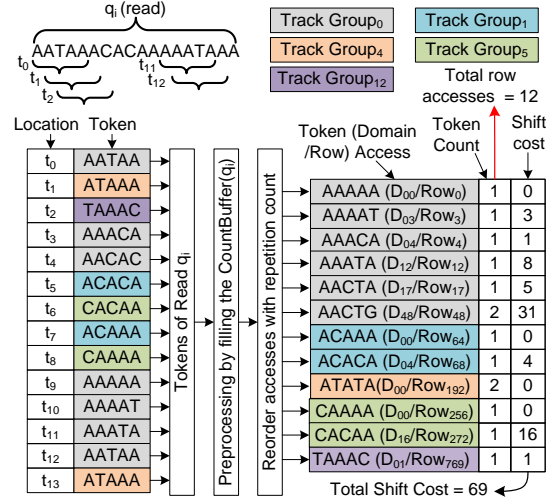 qi (read)
AATAAACACAAAAATAAA
t0
t11
t1
t12
t2
Track Group0
Track Group1
Track Group4
Track Group5
Track Group12
Total row
accesses = 12
Location
Token
Token (Domain
/Row) Access
Token
Count
Shift
cost
t0 AATAA
t1 ATAAA
t2 TAAAC
t3 AAACA
t4 AACAC
t5 ACACA
t6 CACAA
t7 ACAAA
t8 CAAAA
t9 AAAAA
t10 AAAAT
t11 AAATA
t12 AATAA
t13 ATAAA
Tokens of Read qi
Preprocessing by filling the CountBuffer(qi)
Reorder accesses with repetition count
AAAAA (D00/Row0) 1 0
AAAAT (D03/Row3) 1 3
AAACA (D04/Row4) 1 1
AAATA (D12/Row12) 1 8
AACTA (D17/Row17) 1 5
AACTG (D48/Row48) 2 31
ACAAA (D00/Row64) 1 0
ACACA (D04/Row68) 1 4
ATATA(D00/Row192) 2 0
CAAAA (D00/Row256) 1 0
CACAA (D16/Row272) 1 16
TAAAC (D01/Row769) 1 1
Total Shift Cost = 69